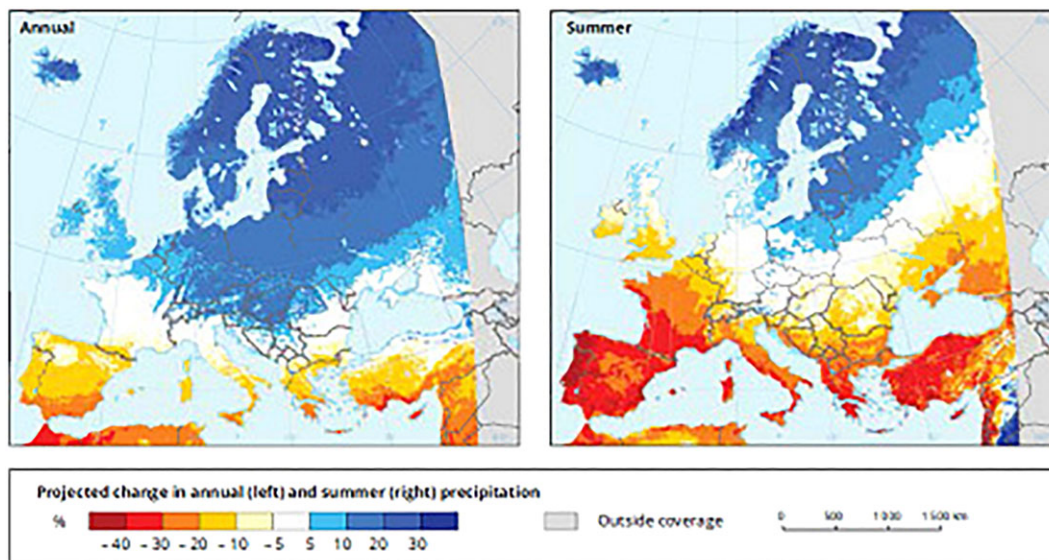 Annual
Summer
Projected change in annual (left) and summer (right) precipitation
%
Outside coverage
0 500 1 000 1 500 km
– 40 – 30 – 20 – 10 – 5 5 10 20 30